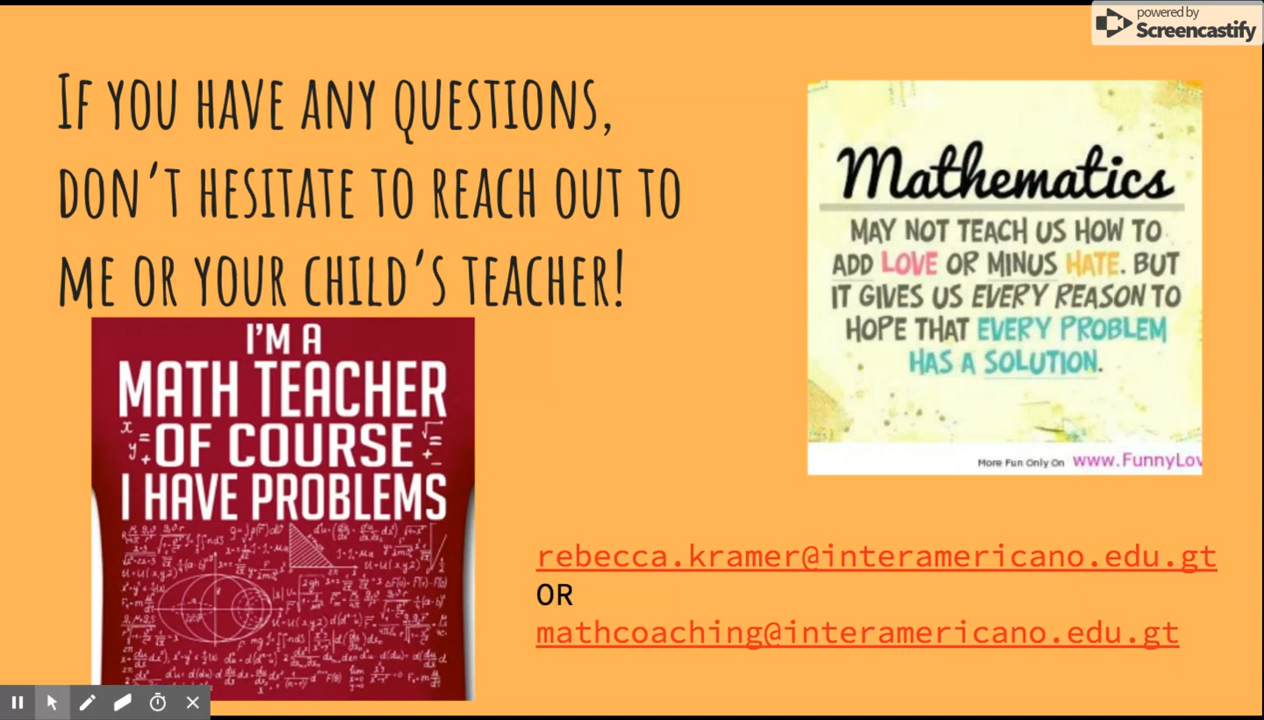 powered by
Screencastify
IF YOU HAVE ANY QUESTIONS,
DON'T HESITATE TO REACH OUT TO
ME OR YOUR CHILD'S TEACHER!
Mathematics
MAY NOT TEACH US HOW TO
ADD LOVE OR MINUS HATE. BUT
IT GIVES US EVERY REASON TO
HOPE THAT EVERY PROBLEM
HAS A SOLUTION.
More Fun Only On www.FunnyLov
I'M A
MATH TEACHER
OF COURSE
I HAVE PROBLEMS
rebecca.kramer@interamericano.edu.gt
OR
mathcoaching@interamericano.edu.gt